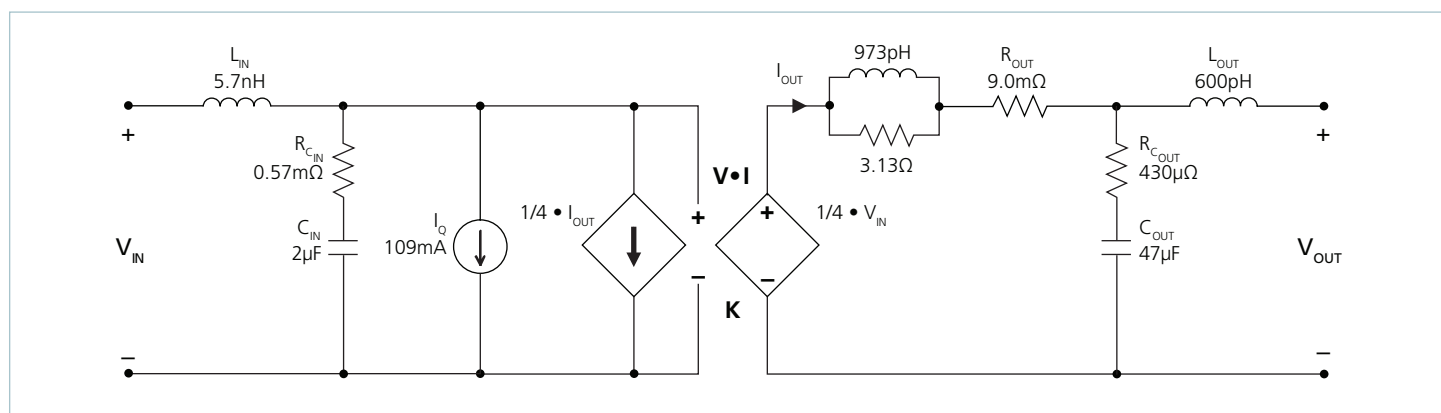 L_IN
5.7nH
+
R_C_IN
0.57mΩ
C_IN
2µF
V_IN
–
I_Q
109mA
1/4 • I_OUT
+
–
V•I
K
+
–
1/4 • V_IN
I_OUT
973pH
3.13Ω
R_OUT
9.0mΩ
L_OUT
600pH
R_C_OUT
430µΩ
C_OUT
47µF
+
V_OUT
–